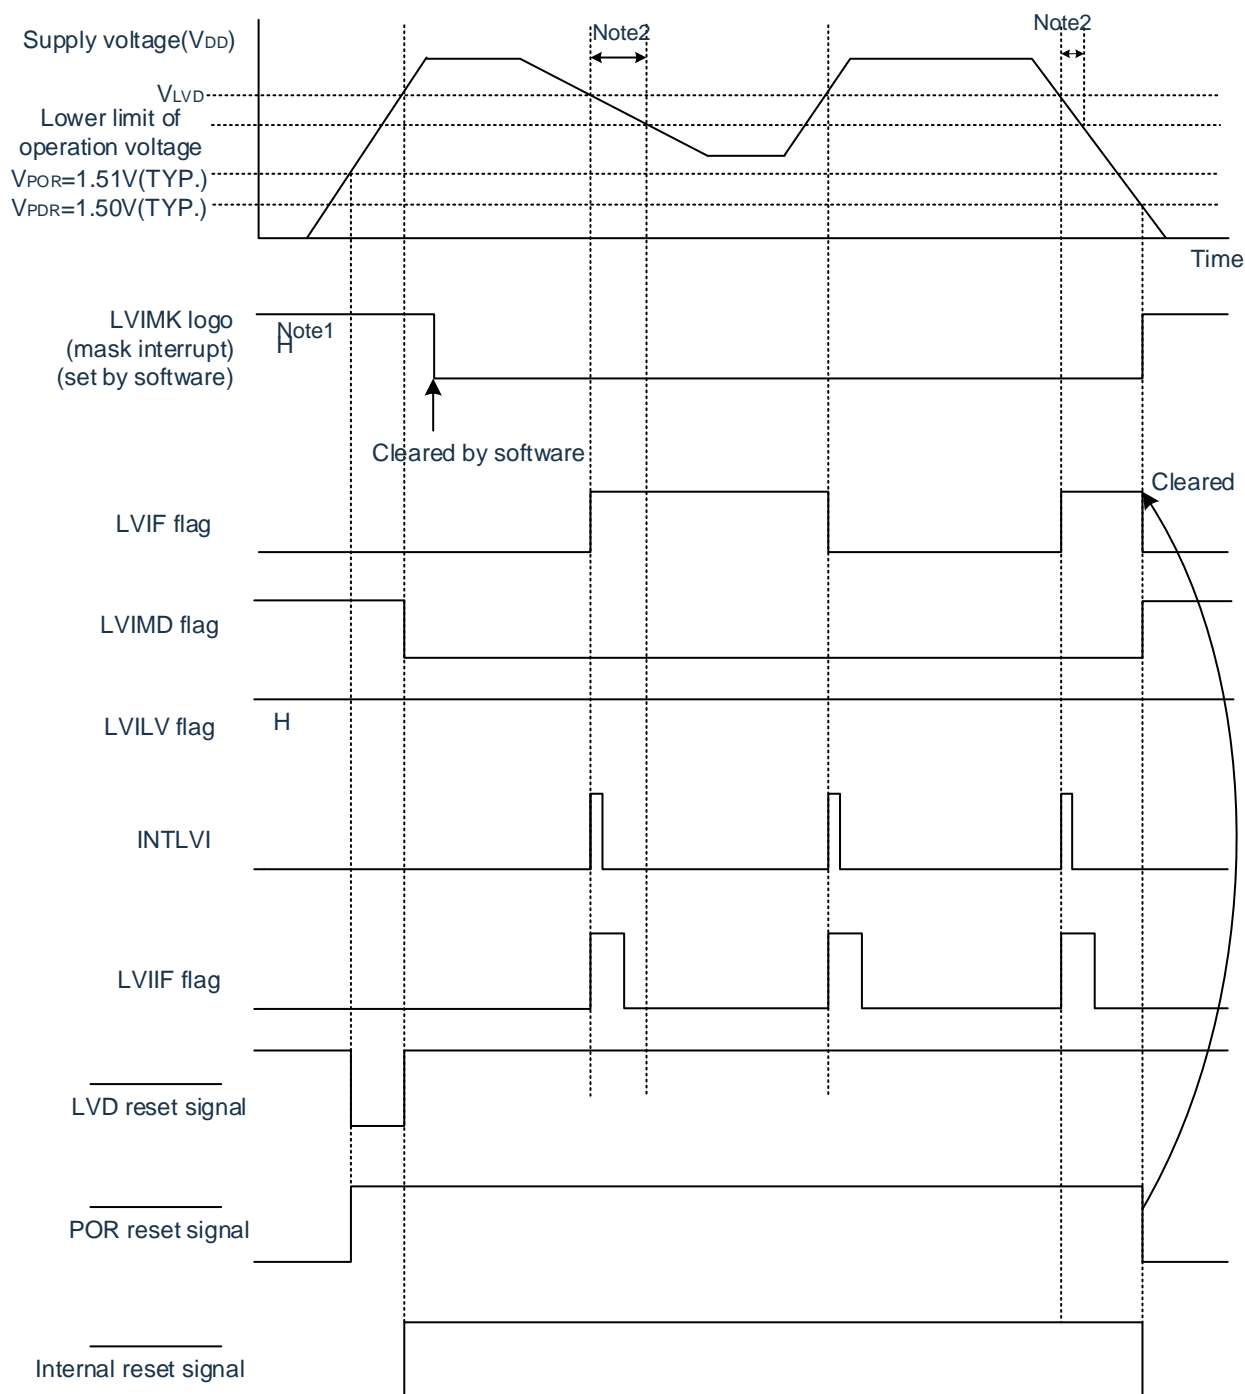 Supply voltage(VDD)
Note2
Note2
VLVD
Lower limit of
operation voltage
VPOR=1.51V(TYP.)
VPDR=1.50V(TYP.)
Time
LVIMK logo
(mask interrupt)
(set by software)
Note1
H
Cleared by software
Cleared
LVIF flag
LVIMD flag
LVILV flag
H
INTLVI
LVIIF flag
LVD reset signal
POR reset signal
Internal reset signal